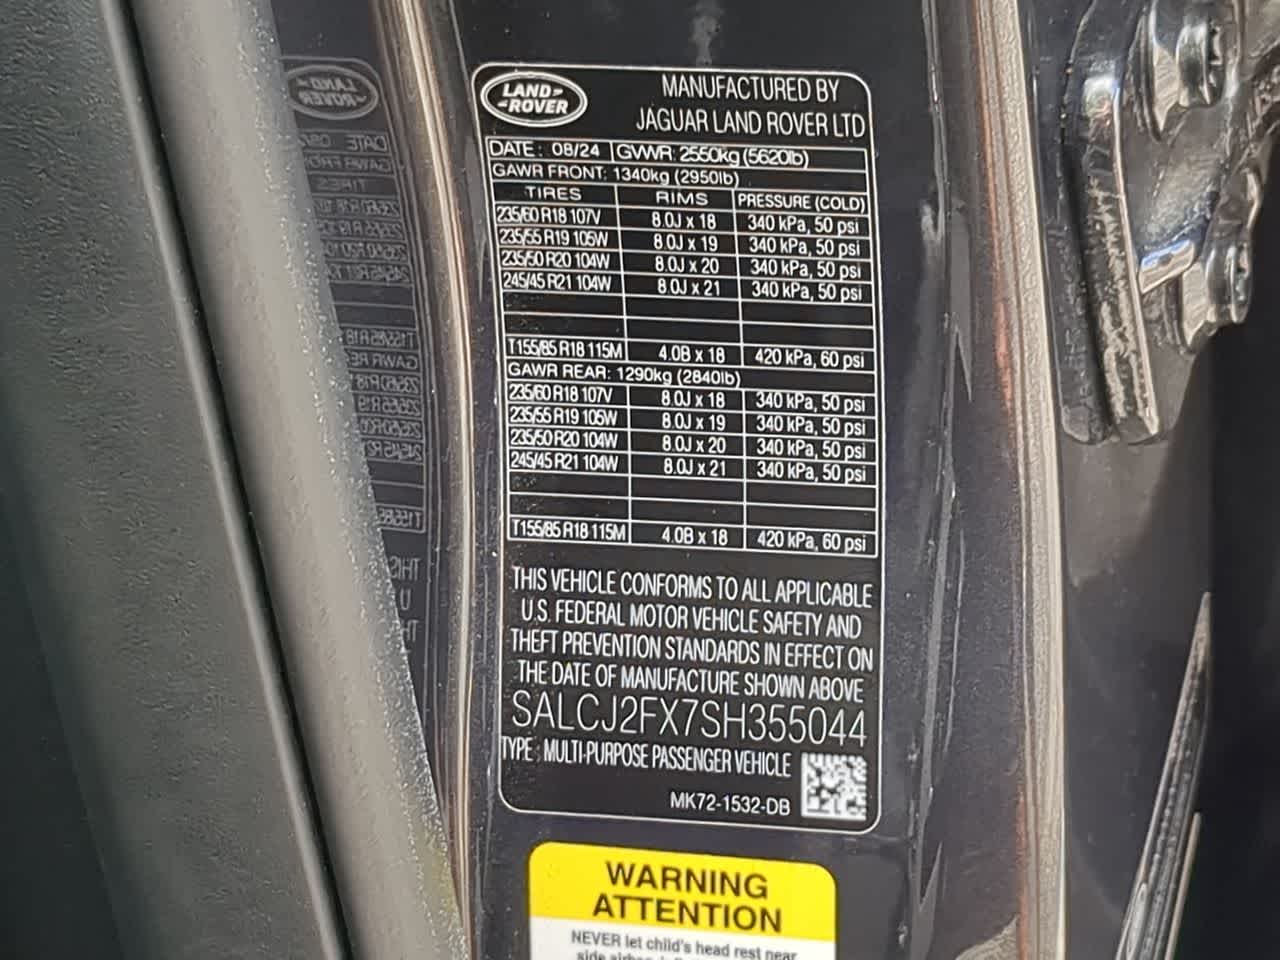 LAND
ROVER
MANUFACTURED BY
JAGUAR LAND ROVER LTD
DATE: 08/24 GVWR: 2550kg (5620lb)
GAWR FRONT: 1340kg (2950lb)
TIRES RIMS PRESSURE (COLD)
235/60 R18 107V 8.0J x 18 340 kPa, 50 psi
235/55 R19 105W 8.0J x 19 340 kPa, 50 psi
235/50 R20 104W 8.0J x 20 340 kPa, 50 psi
245/45 R21 104W 8.0J x 21 340 kPa, 50 psi
T155/85 R18 115M 4.0B x 18 420 kPa, 60 psi
GAWR REAR: 1290kg (2840lb)
235/60 R18 107V 8.0J x 18 340 kPa, 50 psi
235/55 R19 105W 8.0J x 19 340 kPa, 50 psi
235/50 R20 104W 8.0J x 20 340 kPa, 50 psi
245/45 R21 104W 8.0J x 21 340 kPa, 50 psi
T155/85 R18 115M 4.0B x 18 420 kPa, 60 psi
THIS VEHICLE CONFORMS TO ALL APPLICABLE
U.S. FEDERAL MOTOR VEHICLE SAFETY AND
THEFT PREVENTION STANDARDS IN EFFECT ON
THE DATE OF MANUFACTURE SHOWN ABOVE
SALCJ2FX7SH355044
TYPE : MULTI-PURPOSE PASSENGER VEHICLE
MK72-1532-DB
WARNING
ATTENTION
NEVER let child's head rest near
side